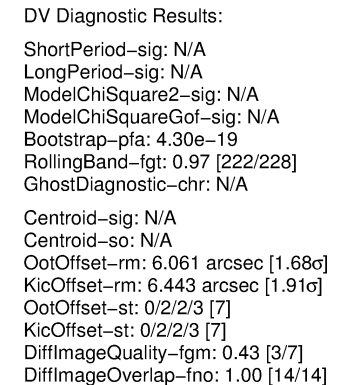 DV Diagnostic Results:
ShortPeriod−sig: N/A
LongPeriod−sig: N/A
ModelChiSquare2−sig: N/A
ModelChiSquareGof−sig: N/A
Bootstrap−pfa: 4.30e−19
RollingBand−fgt: 0.97 [222/228]
GhostDiagnostic−chr: N/A
Centroid−sig: N/A
Centroid−so: N/A
OotOffset−rm: 6.061 arcsec [1.68σ]
KicOffset−rm: 6.443 arcsec [1.91σ]
OotOffset−st: 0/2/2/3 [7]
KicOffset−st: 0/2/2/3 [7]
DiffImageQuality−fgm: 0.43 [3/7]
DiffImageOverlap−fno: 1.00 [14/14]